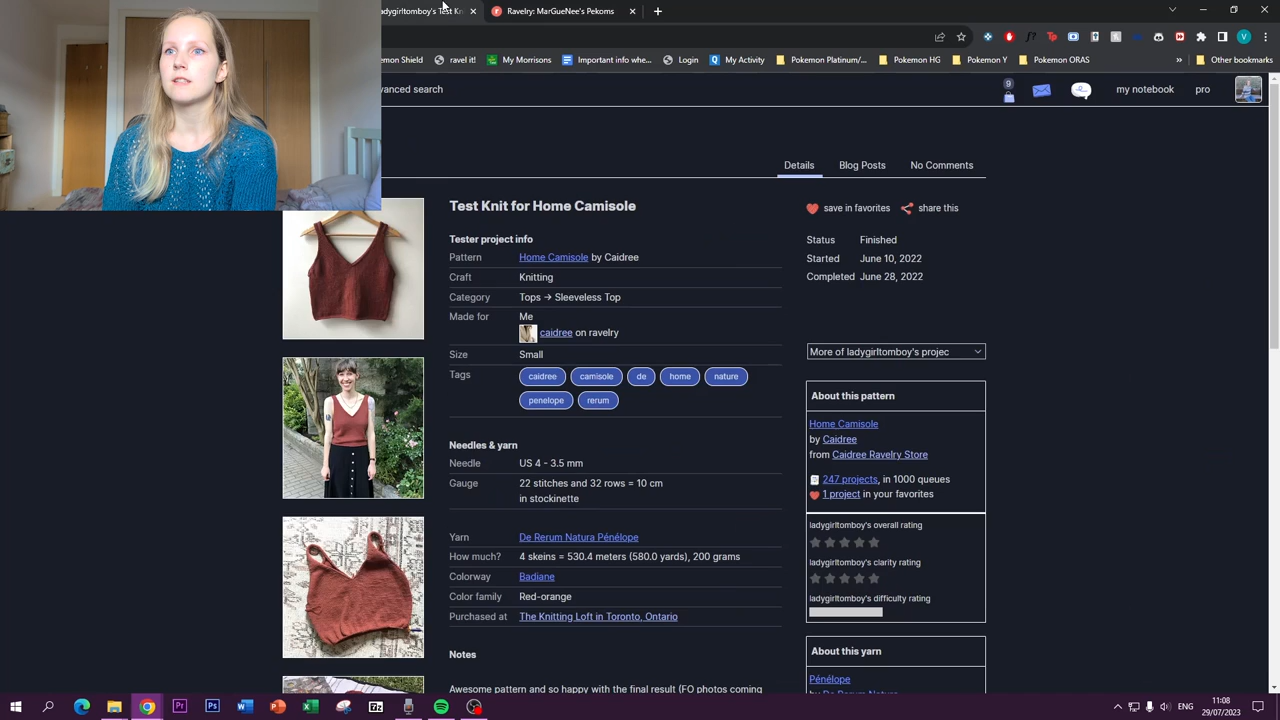 adygirltomboy's Test Kn
Ravelry: MarGueNee's Pekoms
emon Shield
ravel it!
My Morrisons
Important info whe...
Login
My Activity
Pokemon Platinum/...
Pokemon HG
Pokemon Y
Pokemon ORAS
»
Other bookmarks
vanced search
0
my notebook
pro
Details
Blog Posts
No Comments
Test Knit for Home Camisole
save in favorites
share this
Tester project info
Pattern Home Camisole by Caidree
Craft Knitting
Category Tops → Sleeveless Top
Made for Me
caidree on ravelry
Size Small
Tags caidree camisole de home nature
penelope rerum
Needles & yarn
Needle US 4 - 3.5 mm
Gauge 22 stitches and 32 rows = 10 cm
in stockinette
Yarn De Rerum Natura Pénélope
How much? 4 skeins = 530.4 meters (580.0 yards), 200 grams
Colorway Badiane
Color family Red-orange
Purchased at The Knitting Loft in Toronto, Ontario
Notes
Awesome pattern and so happy with the final result (FO photos coming
Status Finished
Started June 10, 2022
Completed June 28, 2022
More of ladygirltomboy's projec
About this pattern
Home Camisole
by Caidree
from Caidree Ravelry Store
247 projects, in 1000 queues
1 project in your favorites
ladygirltomboy's overall rating
ladygirltomboy's clarity rating
ladygirltomboy's difficulty rating
About this yarn
Pénélope
by De Rerum Natura
11:08
29/07/2023